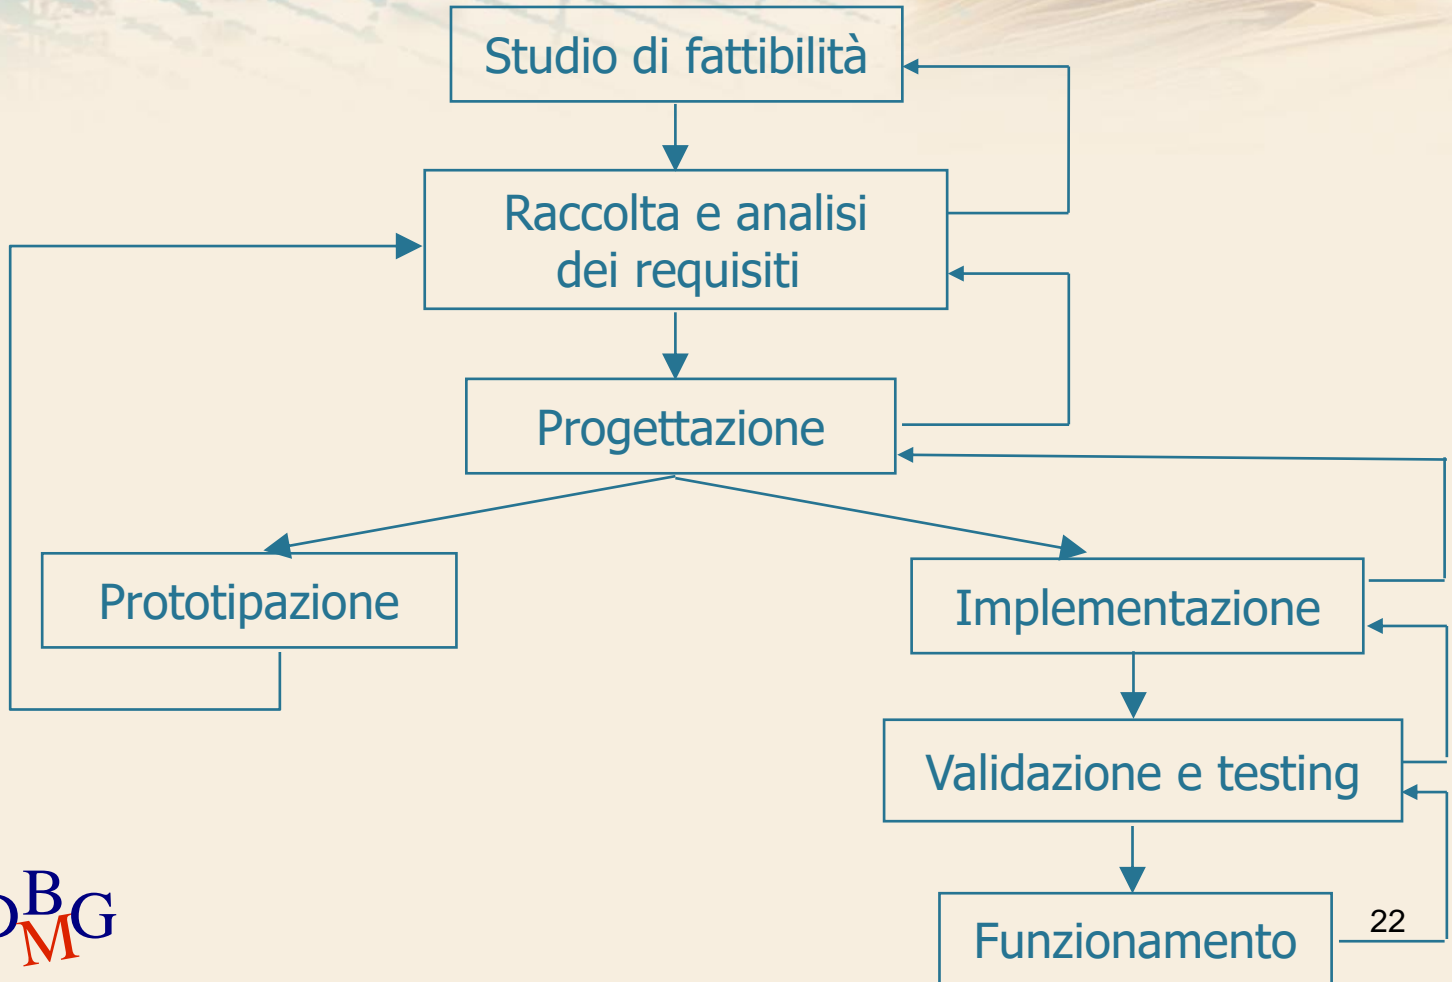 Studio di fattibilità
Raccolta e analisi
dei requisiti
Progettazione
Prototipazione
Implementazione
Validazione e testing
Funzionamento
22
DBMG